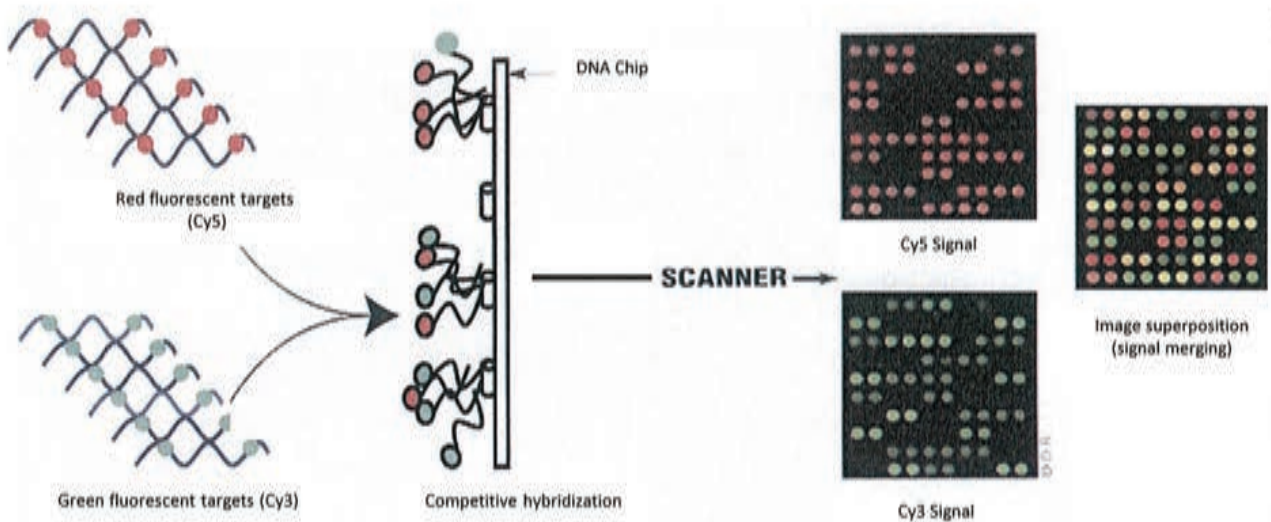 DNA Chip
Red fluorescent targets
(Cy5)
Cy5 Signal
SCANNER
Image superposition
(signal merging)
Green fluorescent targets (Cy3)
Competitive hybridization
Cy3 Signal